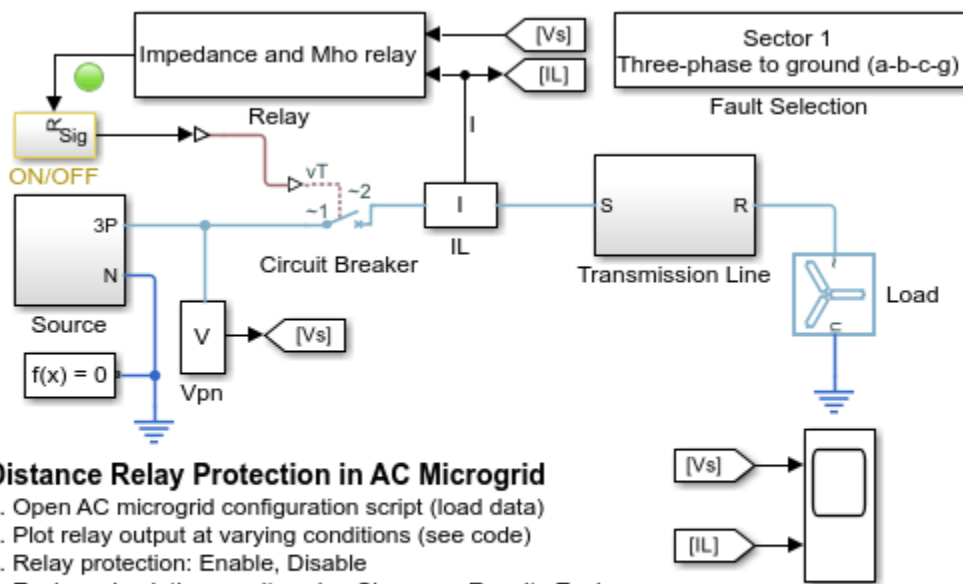 Impedance and Mho relay
[Vs]
[IL]
Sector 1
Three-phase to ground (a-b-c-g)
Relay
Fault Selection
R
Sig
I
ON/OFF
vT
~2
~1
3P
I
S
R
Circuit Breaker
IL
N
Transmission Line
~
n
Load
Source
V
[Vs]
f(x) = 0
Vpn
Distance Relay Protection in AC Microgrid
. Open AC microgrid configuration script (load data)
. Plot relay output at varying conditions (see code)
. Relay protection: Enable, Disable
[Vs]
[IL]